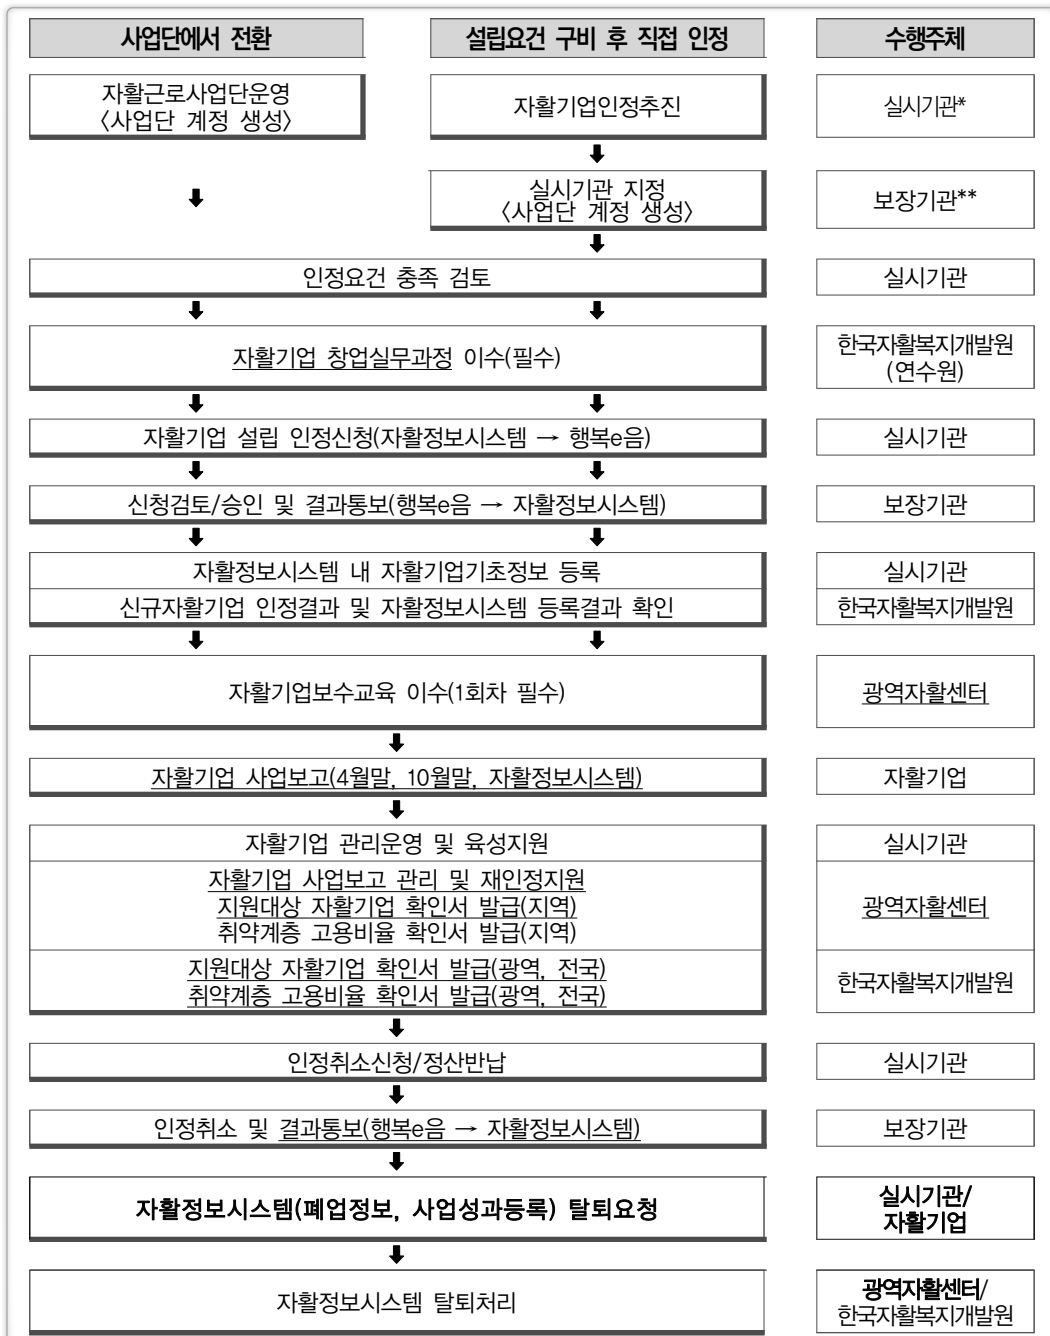 사업단에서 전환
설립요건 구비 후 직접 인정
수행주체
자활근로사업단운영
〈사업단 계정 생성〉
자활기업인정추진
실시기관*
실시기관 지정
〈사업단 계정 생성〉
보장기관**
인정요건 충족 검토
실시기관
자활기업 창업실무과정 이수(필수)
한국자활복지개발원
(연수원)
자활기업 설립 인정신청(자활정보시스템 → 행복e음)
실시기관
신청검토/승인 및 결과통보(행복e음 → 자활정보시스템)
보장기관
자활정보시스템 내 자활기업기초정보 등록
실시기관
신규자활기업 인정결과 및 자활정보시스템 등록결과 확인
한국자활복지개발원
자활기업보수교육 이수(1회차 필수)
광역자활센터
자활기업 사업보고(4월말, 10월말, 자활정보시스템)
자활기업
자활기업 관리운영 및 육성지원
실시기관
자활기업 사업보고 관리 및 재인정지원
지원대상 자활기업 확인서 발급(지역)
취약계층 고용비율 확인서 발급(지역)
광역자활센터
지원대상 자활기업 확인서 발급(광역, 전국)
취약계층 고용비율 확인서 발급(광역, 전국)
한국자활복지개발원
인정취소신청/정산반납
실시기관
인정취소 및 결과통보(행복e음 → 자활정보시스템)
보장기관
자활정보시스템(폐업정보, 사업성과등록) 탈퇴요청
실시기관/
자활기업
자활정보시스템 탈퇴처리
광역자활센터/
한국자활복지개발원